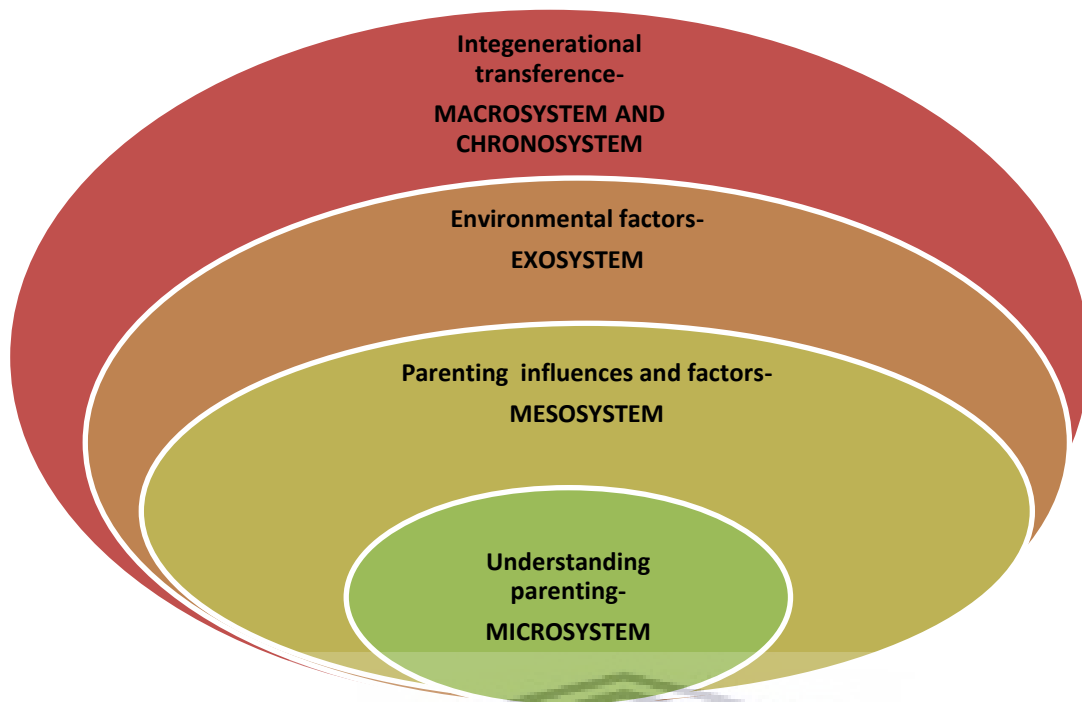 Integenerational
transference-
MACROSYSTEM AND
CHRONOSYSTEM
Environmental factors-
EXOSYSTEM
Parenting influences and factors-
MESOSYSTEM
Understanding
parenting-
MICROSYSTEM